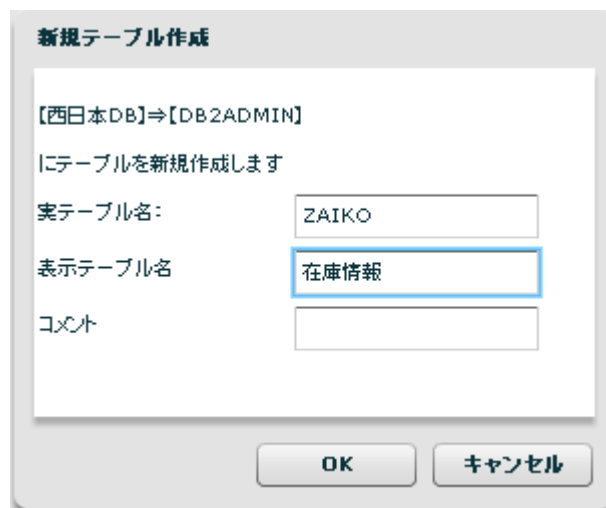 新規テーブル作成
【西日本DB】⇒【DB2ADMIN】
にテーブルを新規作成します
実テーブル名: ZAIKO
表示テーブル名 在庫情報
コメント
OK キャンセル